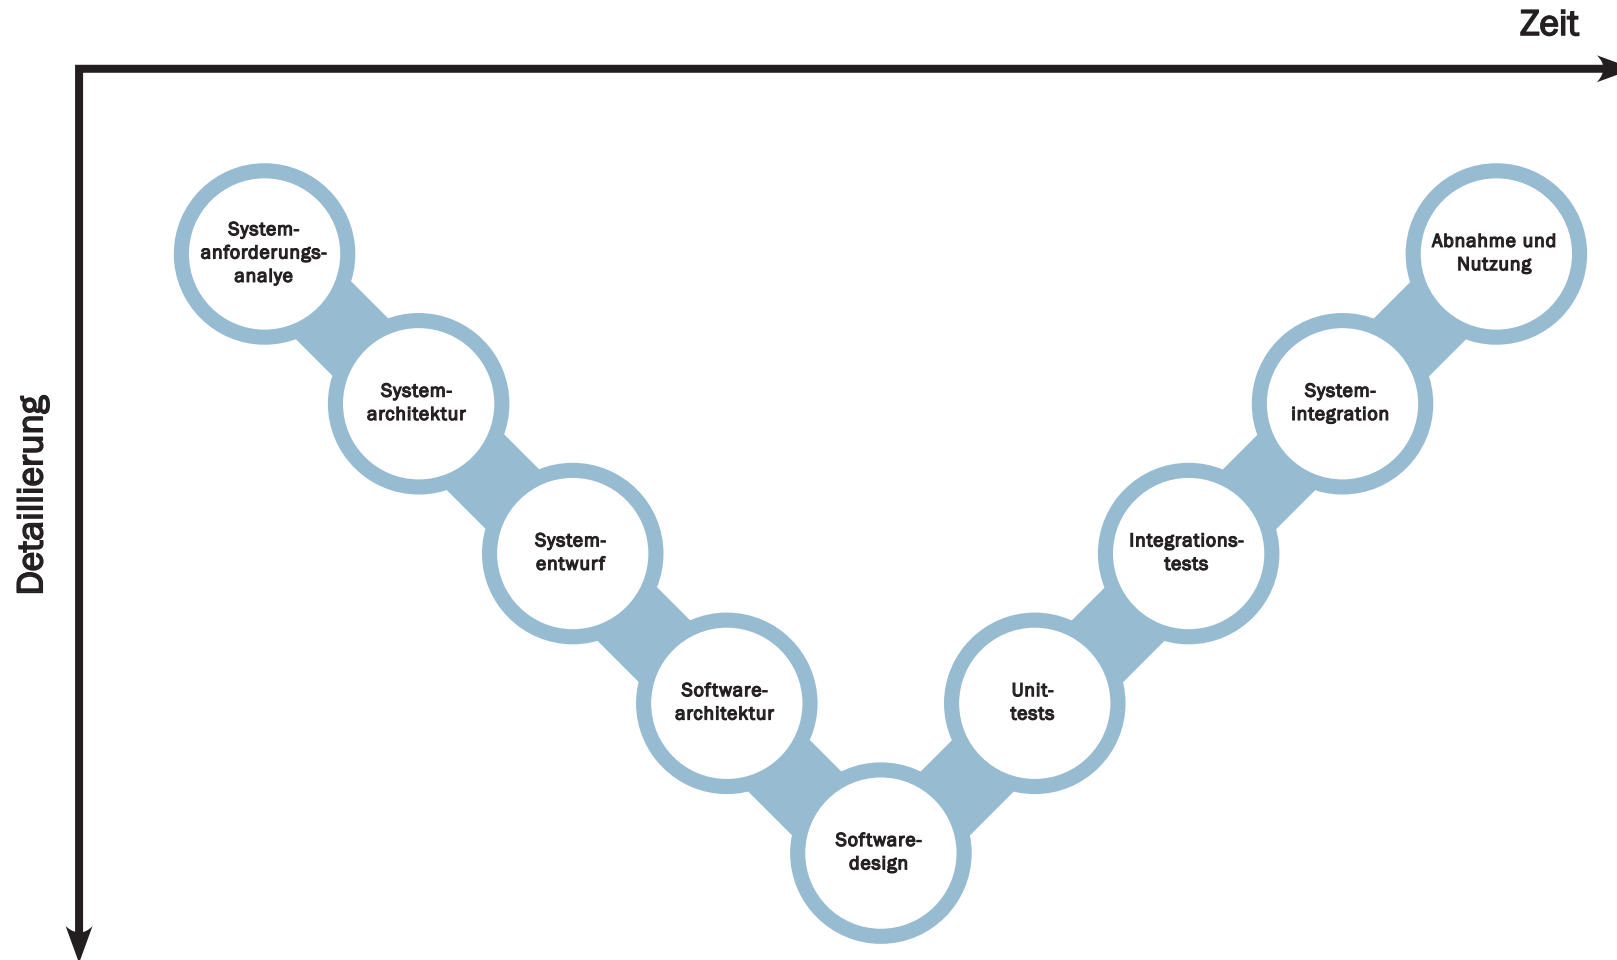 Zeit
Detaillierung
System-
anforderungs-
analye
System-
architektur
System-
entwurf
Software-
architektur
Software-
design
Unit-
tests
Integrations-
tests
System-
integration
Abnahme und
Nutzung